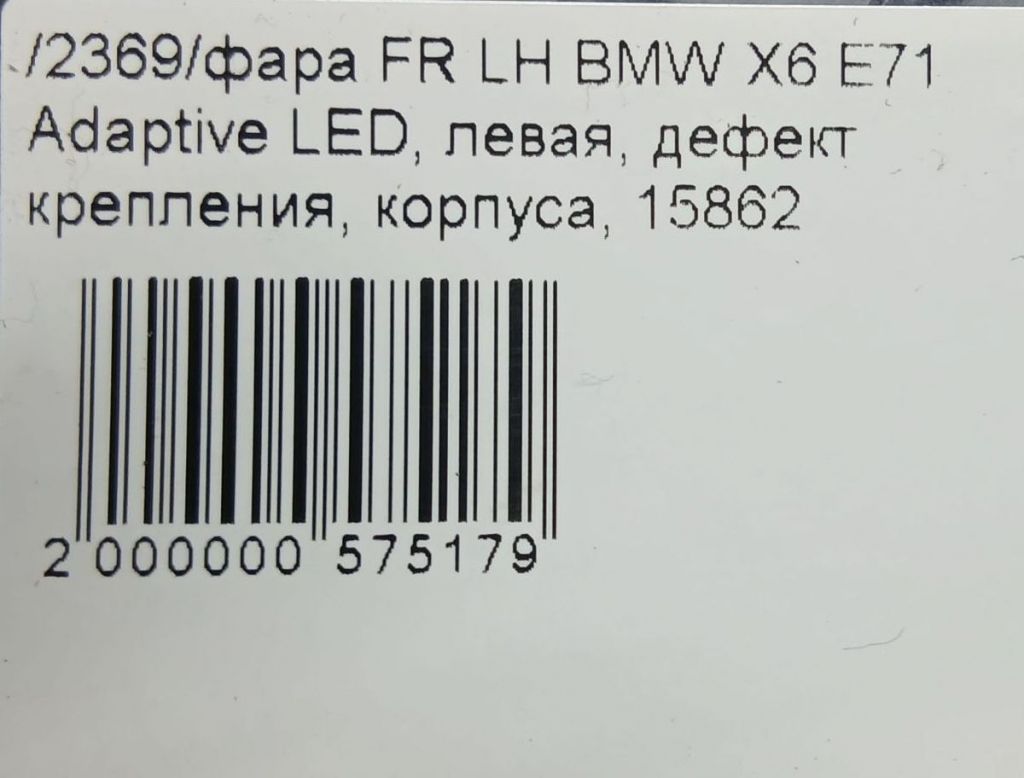 /2369/фара FR LH BMW X6 E71
Adaptive LED, левая, дефект
крепления, корпуса, 15862
2 000000 575179